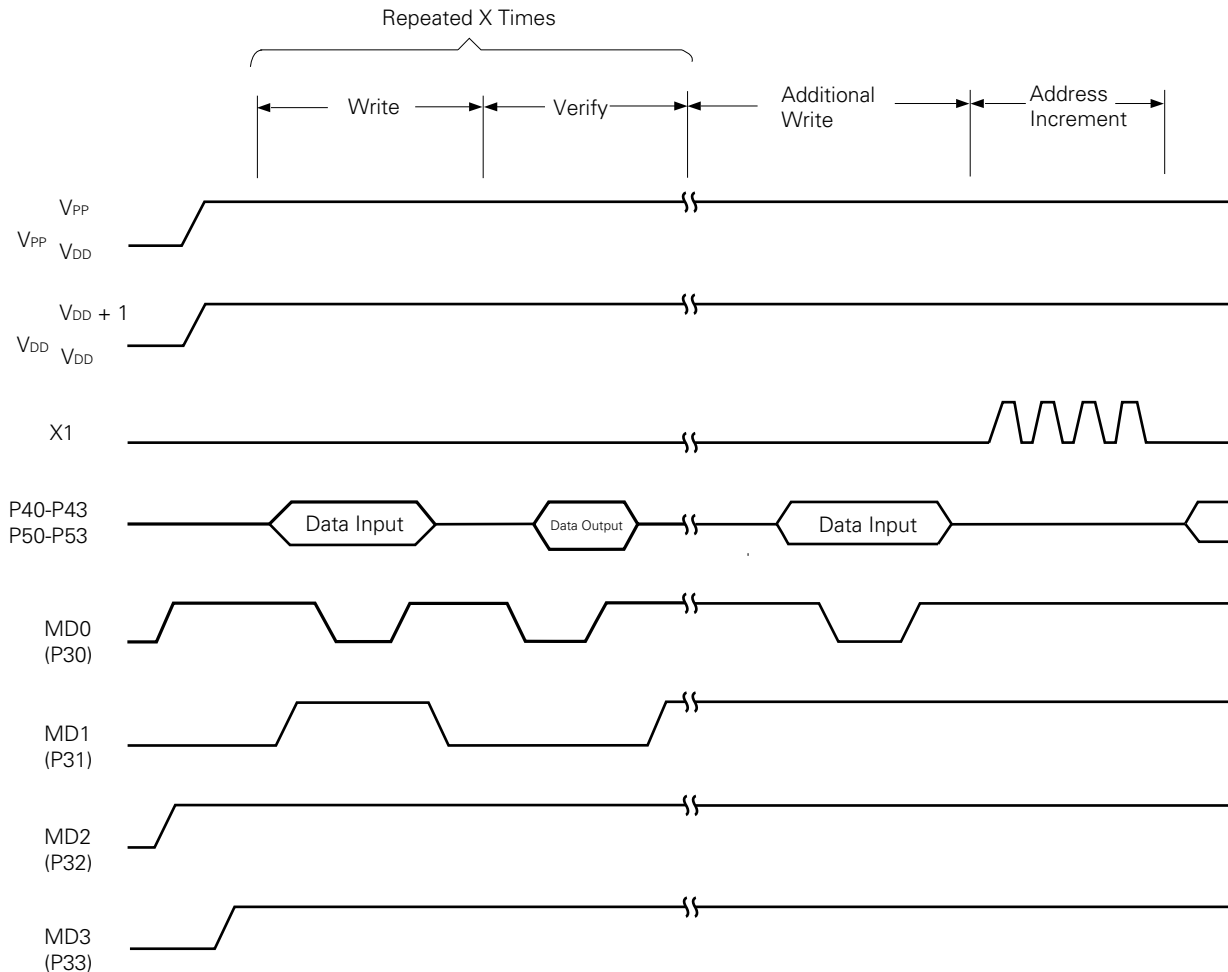 Repeated X Times
Write
Verify
Additional
Write
Address
Increment
VPP
VPP VDD
VDD + 1
VDD VDD
X1
P40-P43
P50-P53
Data Input
Data Output
Data Input
MD0
(P30)
MD1
(P31)
MD2
(P32)
MD3
(P33)